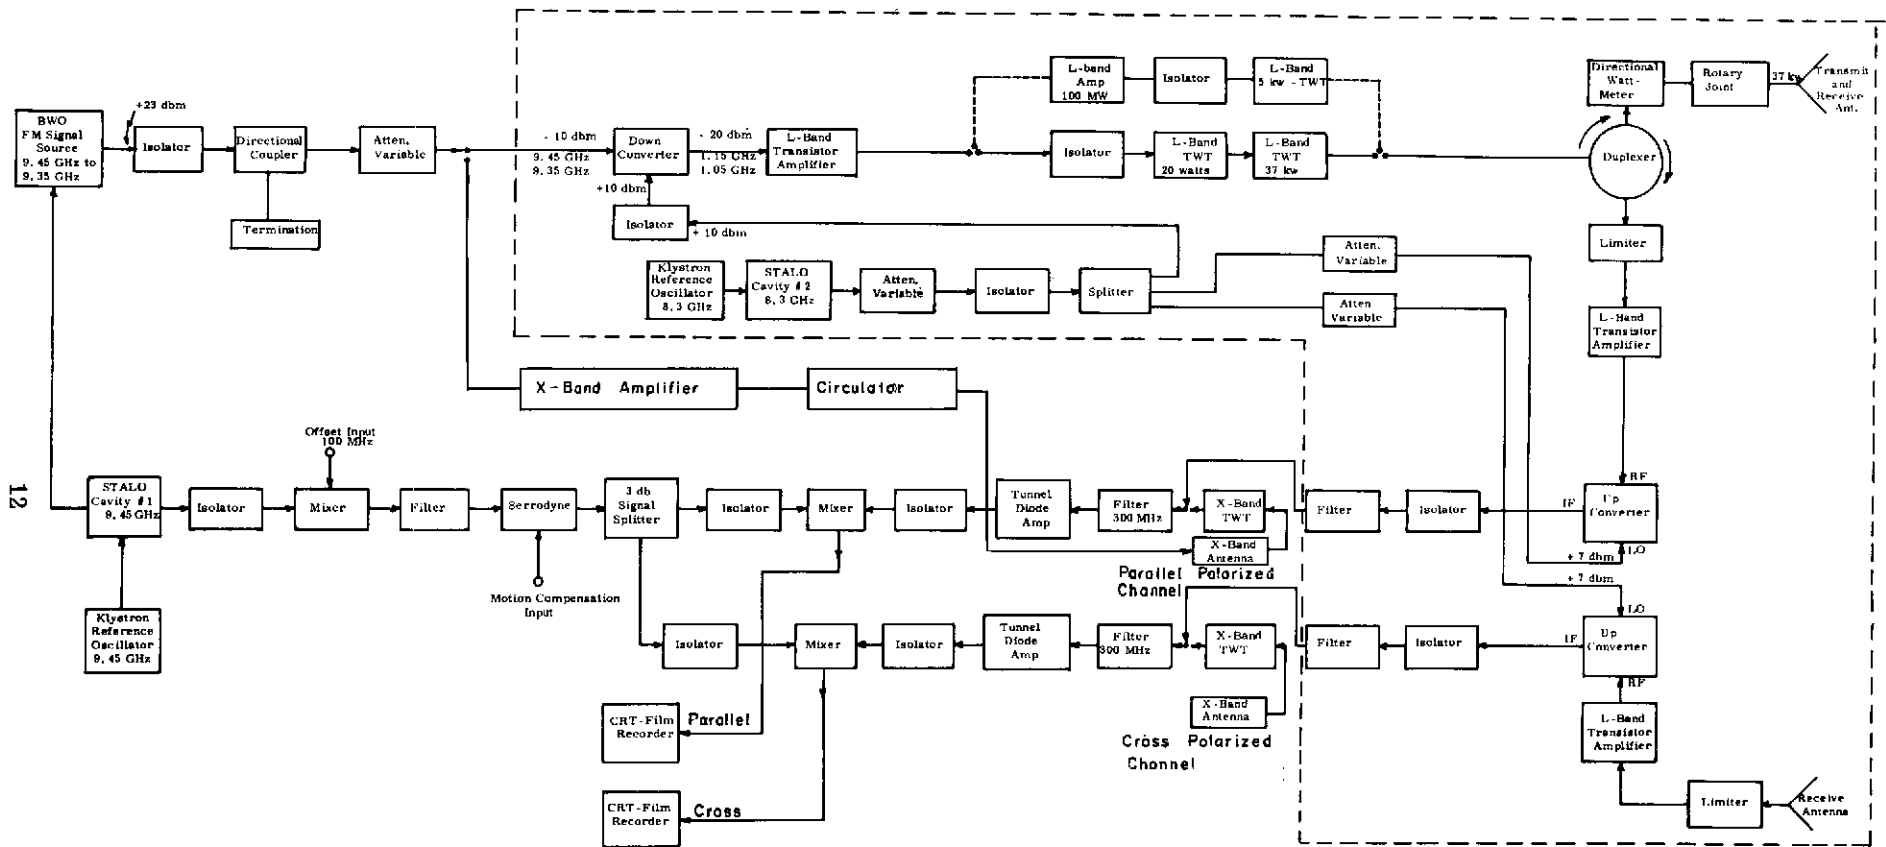 BWO
FM Signal
Source
9.45 GHz to
9.35 GHz
+23 dbm
Isolator
Directional
Coupler
Termination
Atten.
Variable
- 10 dbm
9.45 GHz
9.35 GHz
Down
Converter
- 20 dbm
1.15 GHz
1.05 GHz
L-Band
Transistor
Amplifier
L-band
Amp
100 MW
Isolator
L-Band
5 kw - TWT
Isolator
L-Band
TWT
20 watts
L-Band
TWT
37 kw
Directional
Watt-
Meter
Rotary
Joint
37 kw
Transmit
and
Receive
Ant.
Duplexer
+10 dbm
Isolator
+ 10 dbm
Klystron
Reference
Oscillator
8.3 GHz
STALO
Cavity #2
8.3 GHz
Atten.
Variable
Isolator
Splitter
Atten.
Variable
Atten
Variable
Limiter
L-Band
Transistor
Amplifier
X-Band Amplifier
Circulator
Offset Input
100 MHz
STALO
Cavity #1
9.45 GHz
Isolator
Mixer
Filter
Serrodyne
3 db
Signal
Splitter
Isolator
Mixer
Isolator
Tunnel
Diode
Amp
Filter
300 MHz
X-Band
TWT
X-Band
Antenna
Filter
Isolator
IF
RF
Up
Converter
LO
+ 7 dbm
+ 7 dbm
Parallel Polarized
Channel
Motion Compensation
Input
Klystron
Reference
Oscillator
9.45 GHz
Isolator
Mixer
Isolator
Tunnel
Diode
Amp
Filter
300 MHz
X-Band
TWT
X-Band
Antenna
Filter
Isolator
IF
LO
Up
Converter
RF
Cross Polarized
Channel
CRT-Film
Recorder
Parallel
CRT-Film
Recorder
Cross
L-Band
Transistor
Amplifier
Limiter
Receive
Antenna
12